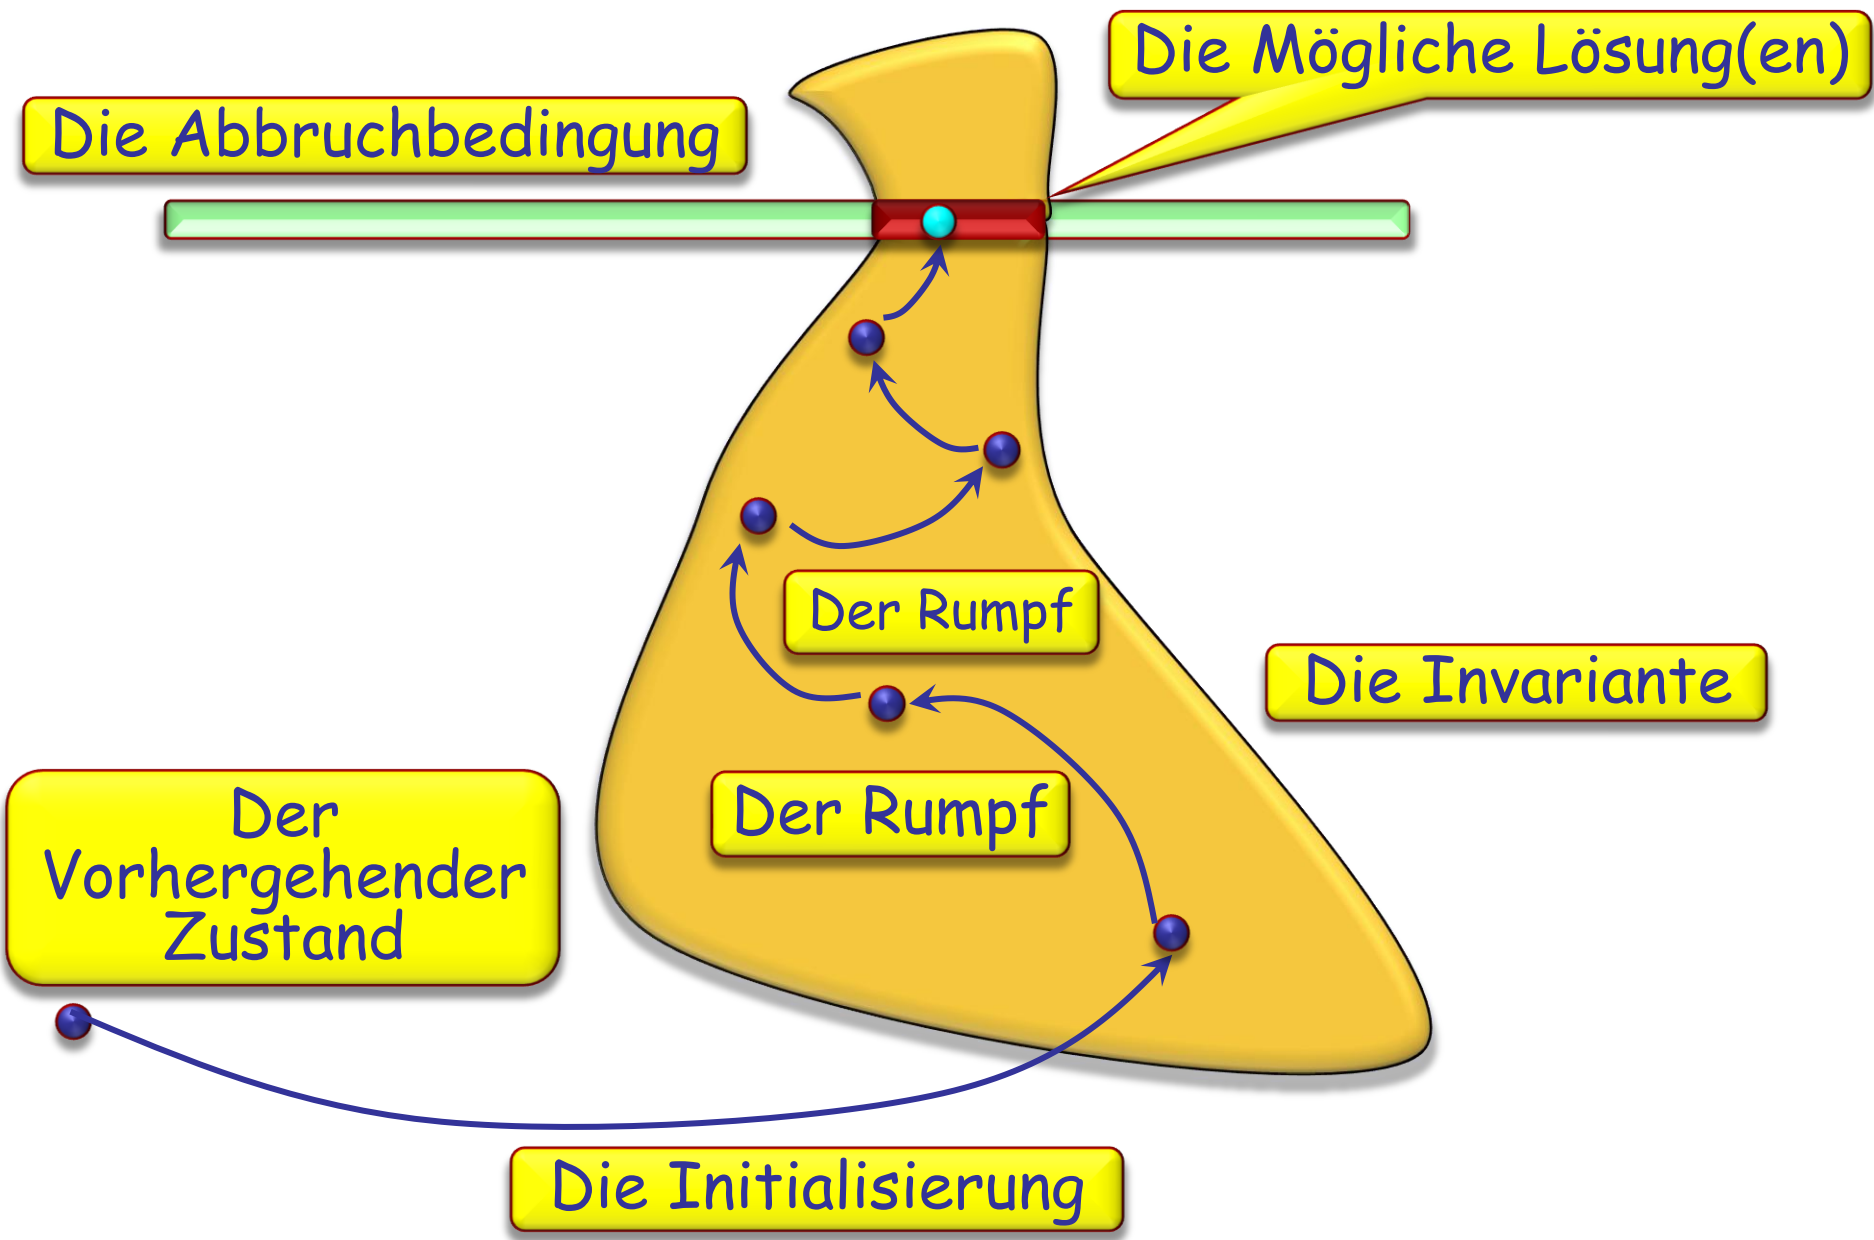 Die Mögliche Lösung(en)
Die Abbruchbedingung
Der Rumpf
Die Invariante
Der Rumpf
Der
Vorhergehender
Zustand
Die Initialisierung